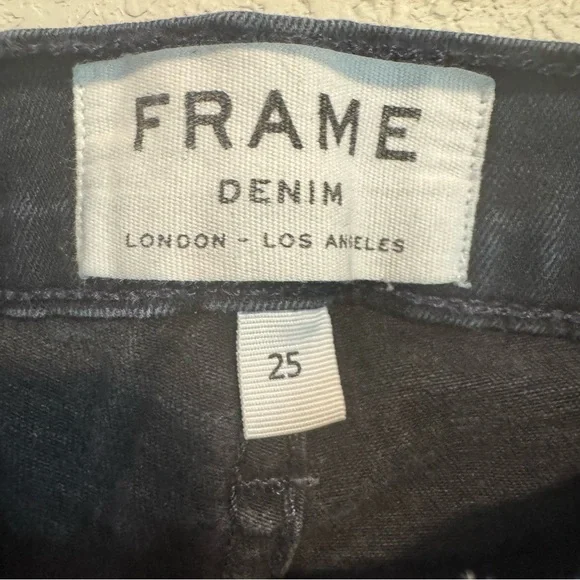 FRAME
DENIM
LONDON - LOS ANGELES
25